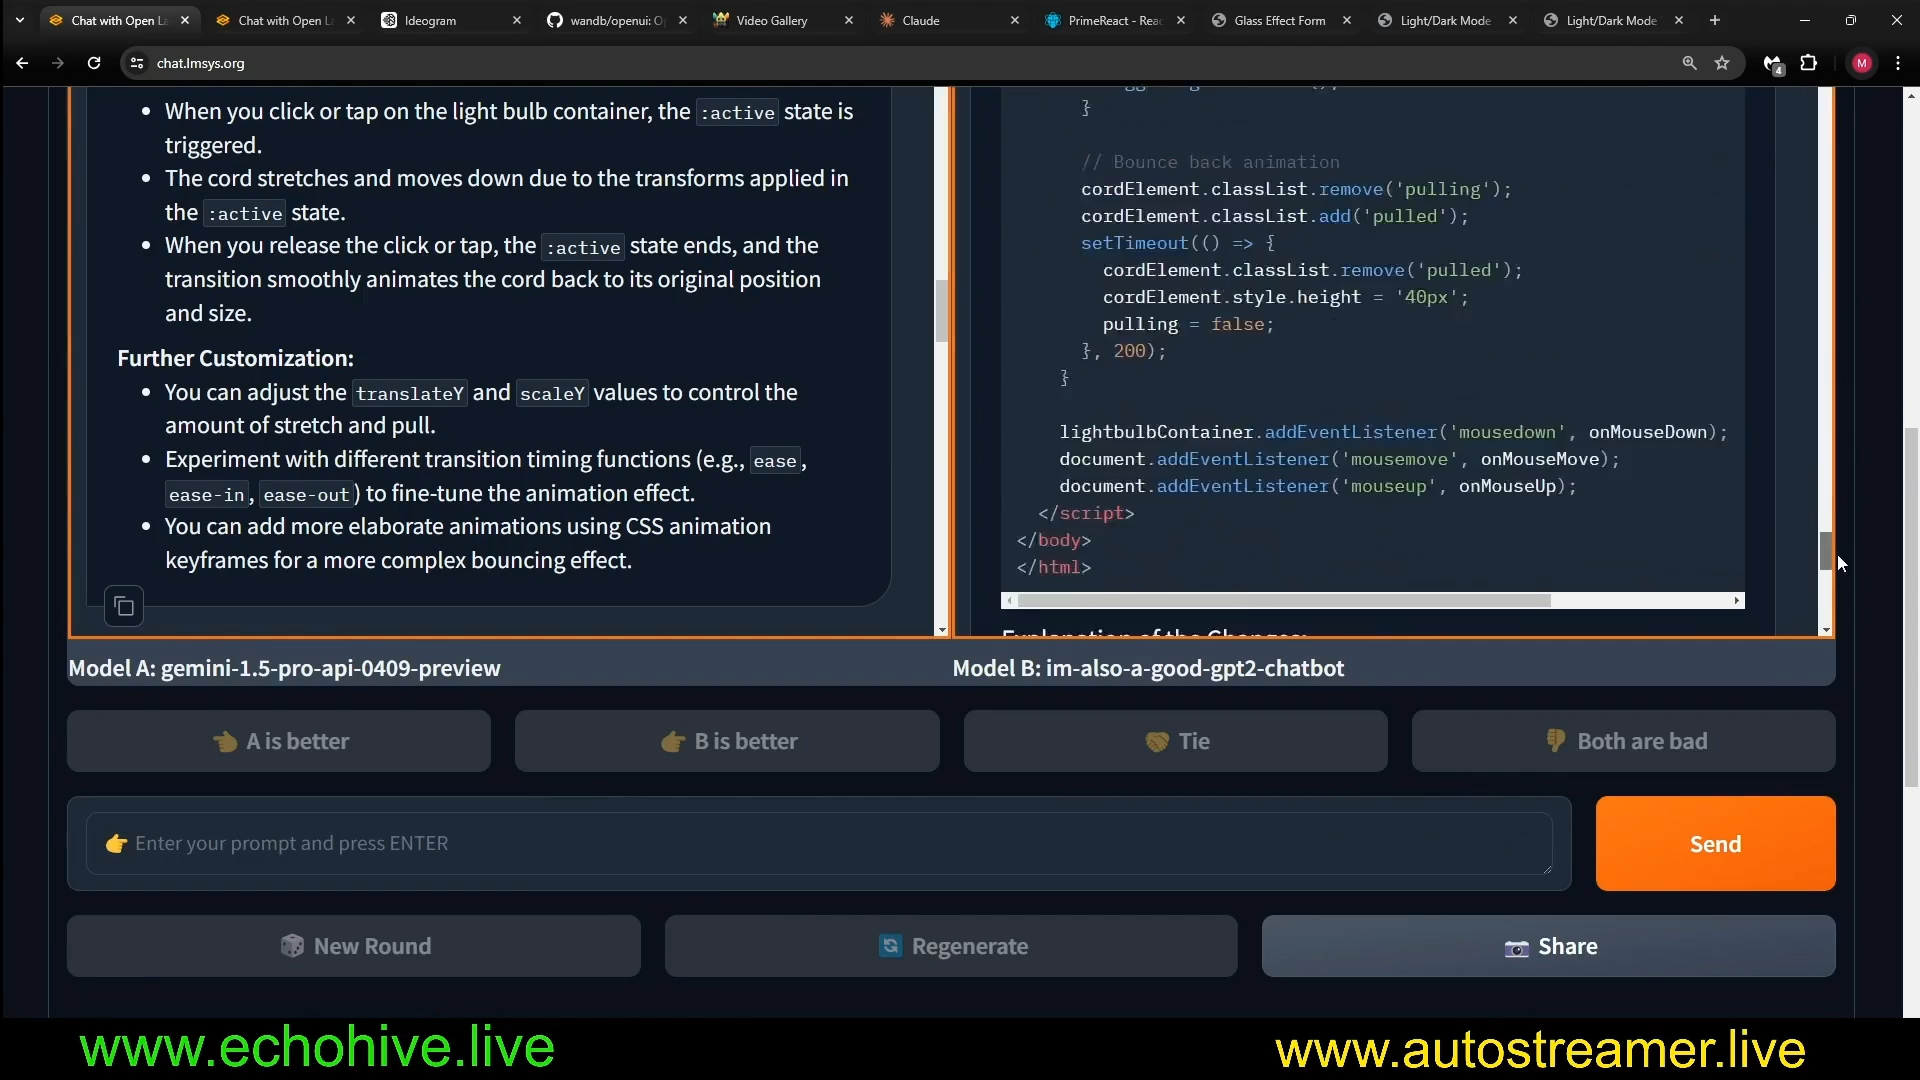 Chat with Open La
Chat with Open La
Ideogram
wandb/openui: O
Video Gallery
Claude
PrimeReact - Reac
Glass Effect Form
Light/Dark Mode
Light/Dark Mode
chat.lmsys.org
4
M
• When you click or tap on the light bulb container, the :active state is
triggered.
• The cord stretches and moves down due to the transforms applied in
the :active state.
• When you release the click or tap, the :active state ends, and the
transition smoothly animates the cord back to its original position
and size.
Further Customization:
• You can adjust the translateY and scaleY values to control the
amount of stretch and pull.
• Experiment with different transition timing functions (e.g., ease,
ease-in, ease-out) to fine-tune the animation effect.
• You can add more elaborate animations using CSS animation
keyframes for a more complex bouncing effect.
}
// Bounce back animation
cordElement.classList.remove('pulling');
cordElement.classList.add('pulled');
setTimeout(() => {
cordElement.classList.remove('pulled');
cordElement.style.height = '40px';
pulling = false;
}, 200);
}
lightbulbContainer.addEventListener('mousedown', onMouseDown);
document.addEventListener('mousemove', onMouseMove);
document.addEventListener('mouseup', onMouseUp);
</script>
</body>
</html>
Explanation of the Changes:
Model A: gemini-1.5-pro-api-0409-preview
Model B: im-also-a-good-gpt2-chatbot
👈 A is better
👉 B is better
🤝 Tie
👎 Both are bad
👉 Enter your prompt and press ENTER
Send
🎲 New Round
🔄 Regenerate
📷 Share
www.echohive.live
www.autostreamer.live